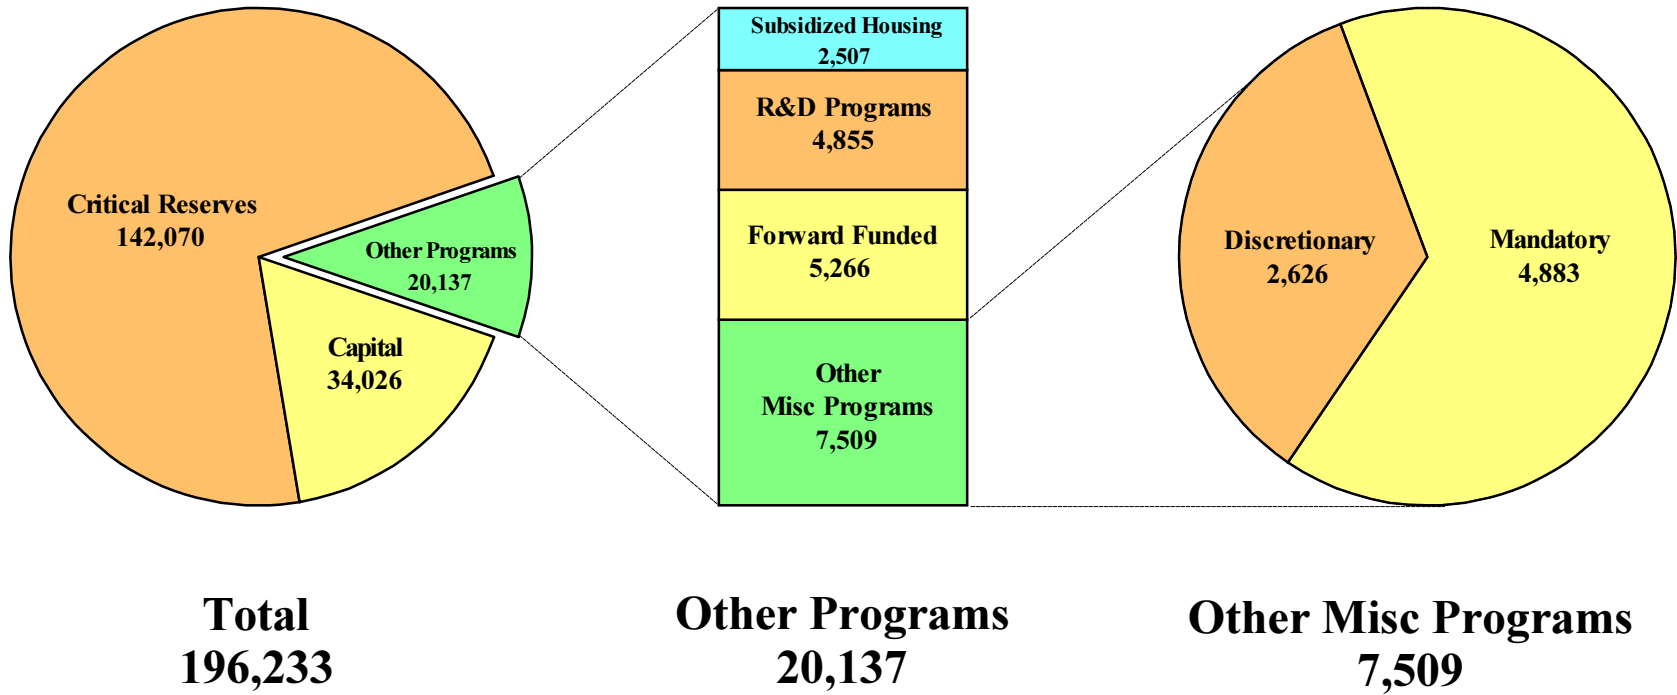 Critical Reserves
142,070
Other Programs
20,137
Capital
34,026
Subsidized Housing
2,507
R&D Programs
4,855
Forward Funded
5,266
Other
Misc Programs
7,509
Discretionary
2,626
Mandatory
4,883
Total
196,233
Other Programs
20,137
Other Misc Programs
7,509